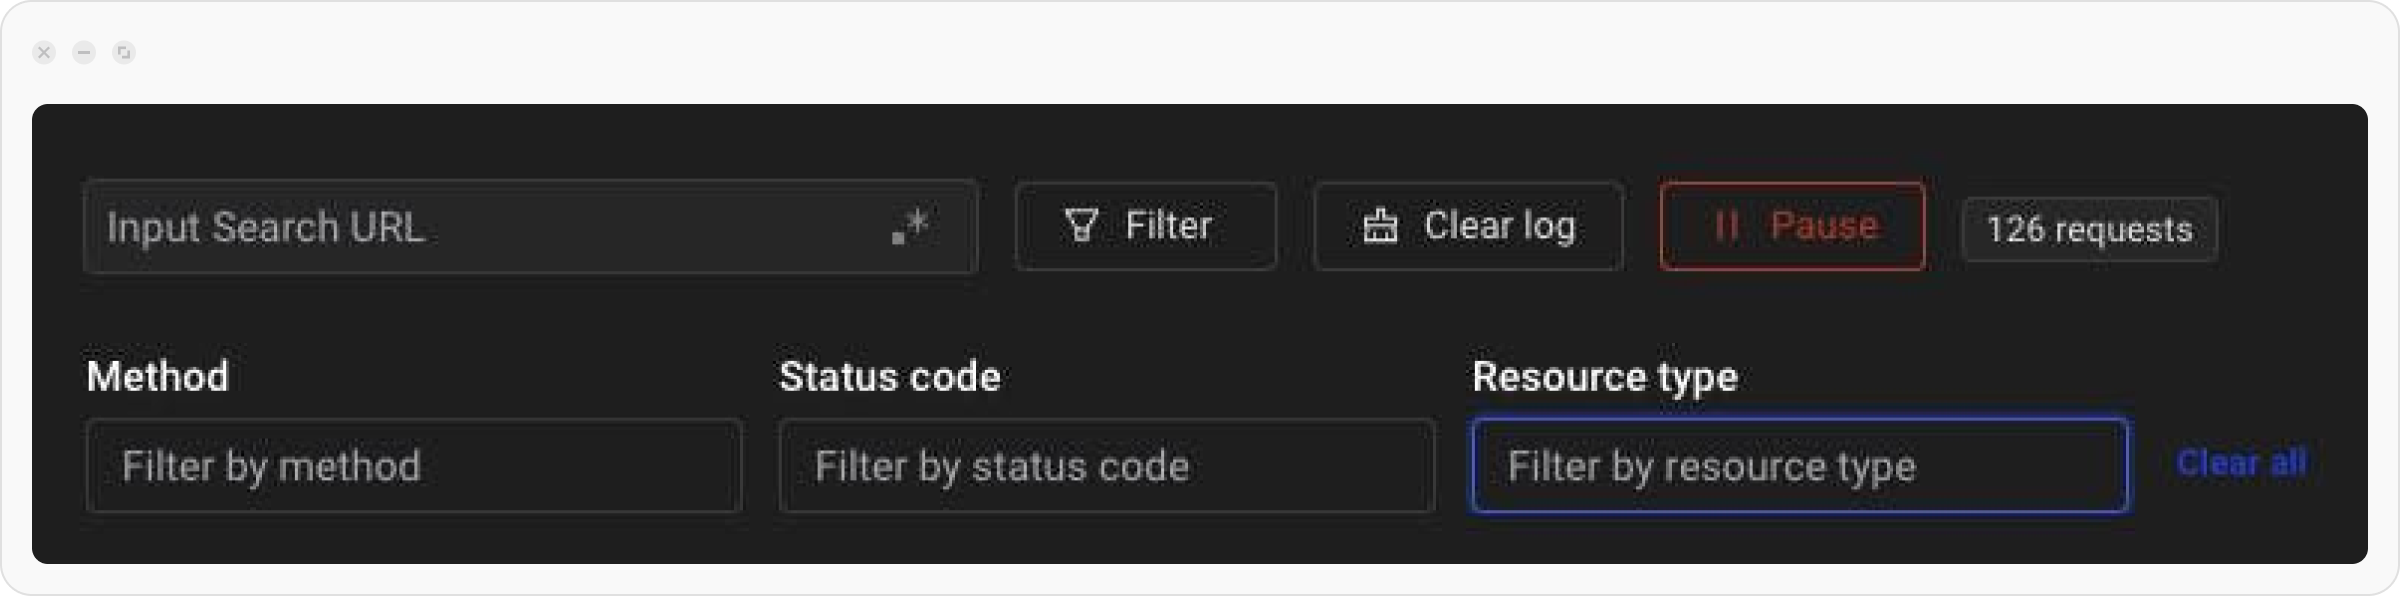 Input Search URL .* Filter Clear log Pause 126 requests
Method Status code Resource type
Filter by method Filter by status code Filter by resource type Clear all